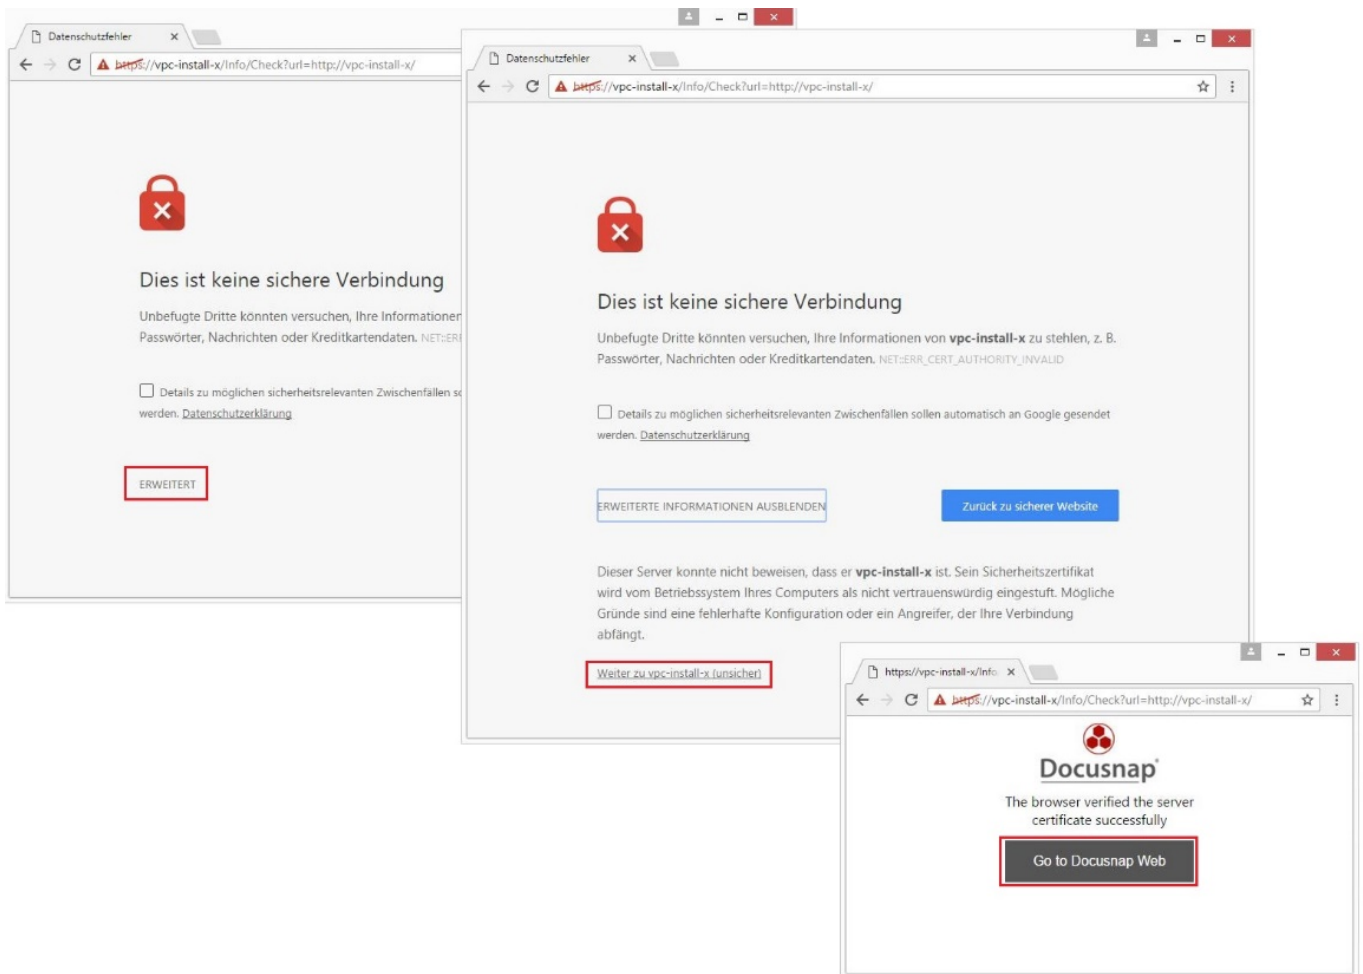 Datenschutzfehler
https://vpc-install-x/Info/Check?url=http://vpc-install-x/
Dies ist keine sichere Verbindung
Unbefugte Dritte könnten versuchen, Ihre Informationen
Passwörter, Nachrichten oder Kreditkartendaten. NET::ERR
Details zu möglichen sicherheitsrelevanten Zwischenfällen so
werden. Datenschutzerklärung
ERWEITERT
Datenschutzfehler
https://vpc-install-x/Info/Check?url=http://vpc-install-x/
Dies ist keine sichere Verbindung
Unbefugte Dritte könnten versuchen, Ihre Informationen von vpc-install-x zu stehlen, z. B.
Passwörter, Nachrichten oder Kreditkartendaten. NET::ERR_CERT_AUTHORITY_INVALID
Details zu möglichen sicherheitsrelevanten Zwischenfällen sollen automatisch an Google gesendet
werden. Datenschutzerklärung
ERWEITERTE INFORMATIONEN AUSBLENDEN
Zurück zu sicherer Website
Dieser Server konnte nicht beweisen, dass er vpc-install-x ist. Sein Sicherheitszertifikat
wird vom Betriebssystem Ihres Computers als nicht vertrauenswürdig eingestuft. Mögliche
Gründe sind eine fehlerhafte Konfiguration oder ein Angreifer, der Ihre Verbindung
abfängt.
Weiter zu vpc-install-x (unsicher)
https://vpc-install-x/Info
https://vpc-install-x/Info/Check?url=http://vpc-install-x/
Docusnap
The browser verified the server
certificate successfully
Go to Docusnap Web